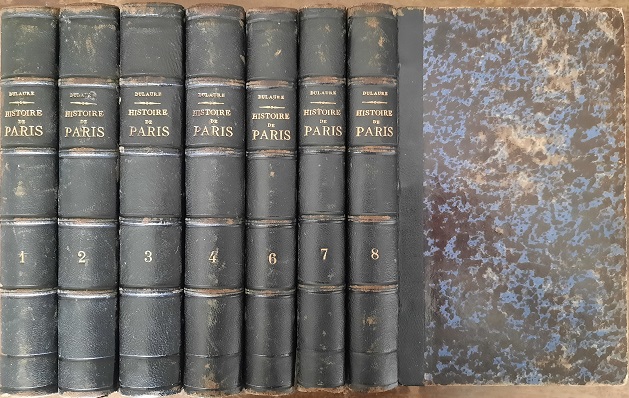 DULAURE
HISTOIRE
DE
PARIS
1
DULAURE
HISTOIRE
DE
PARIS
2
DULAURE
HISTOIRE
DE
PARIS
3
DULAURE
HISTOIRE
DE
PARIS
4
DULAURE
HISTOIRE
DE
PARIS
6
DULAURE
HISTOIRE
DE
PARIS
7
DULAURE
HISTOIRE
DE
PARIS
8